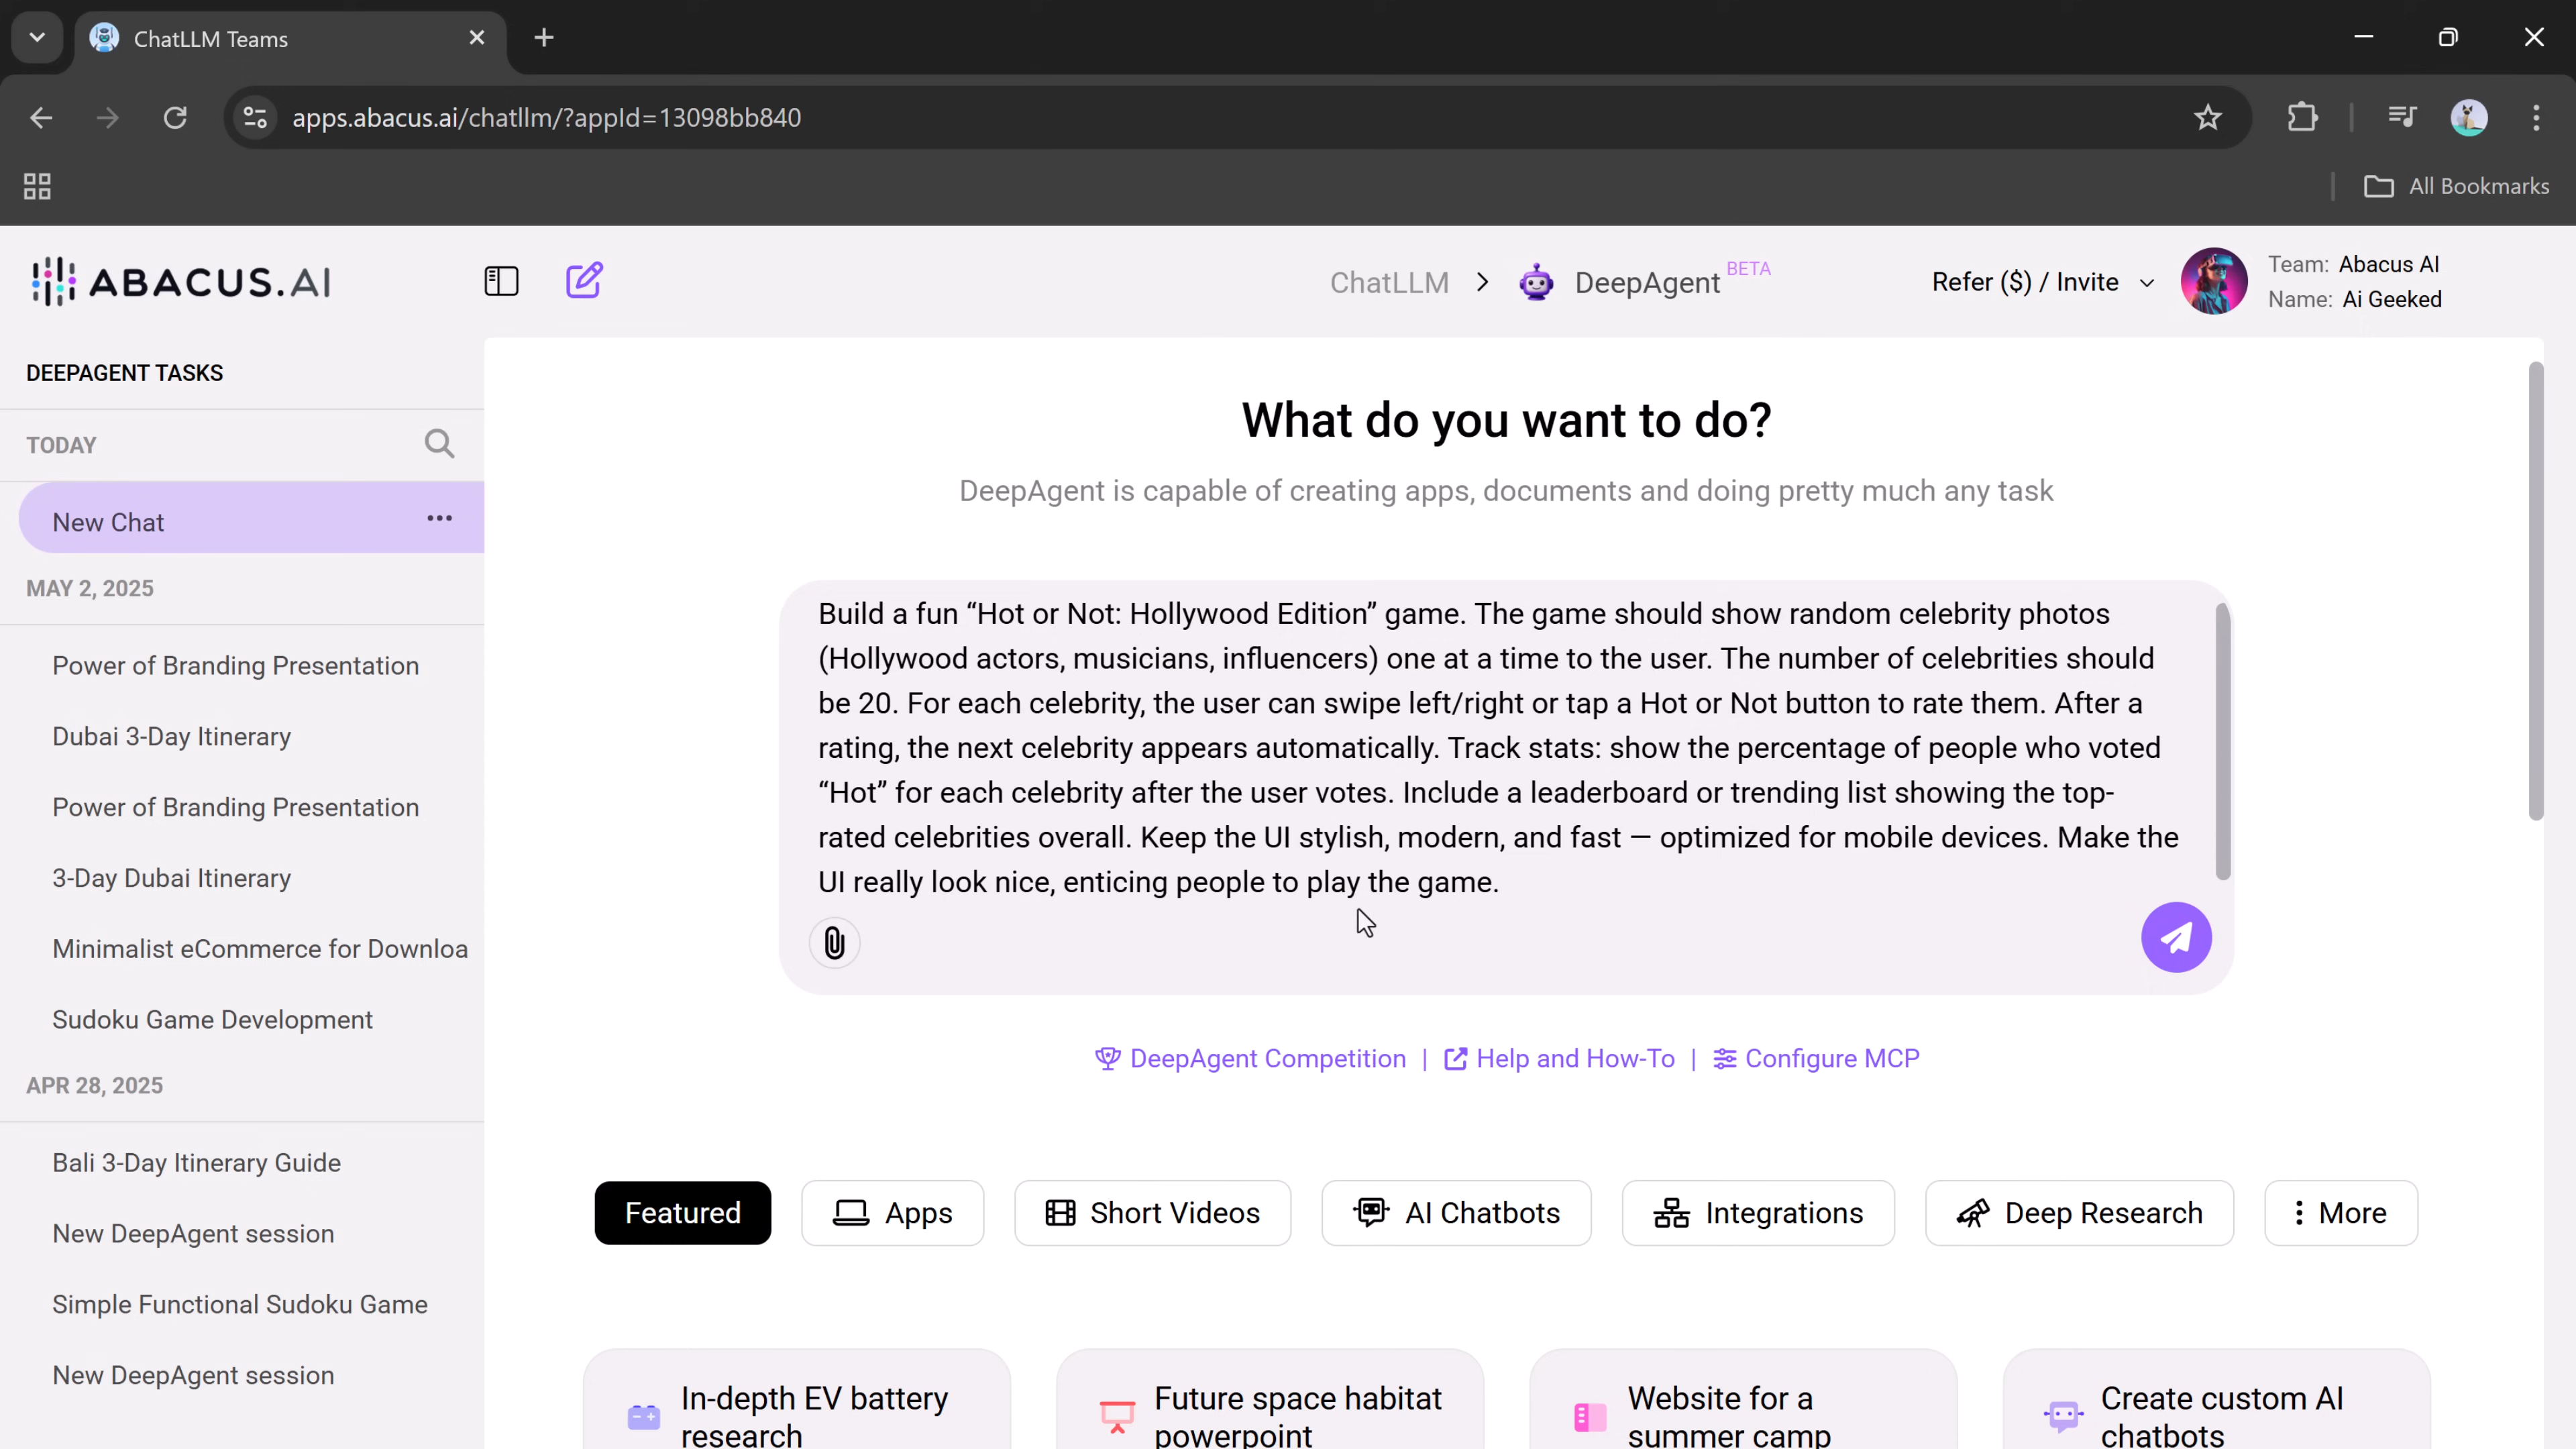 ChatLLM Teams
apps.abacus.ai/chatllm/?appId=13098bb840
All Bookmarks
ABACUS.AI
ChatLLM > DeepAgent BETA
Refer ($) / Invite
Team: Abacus AI
Name: Ai Geeked
DEEPAGENT TASKS
TODAY
New Chat
MAY 2, 2025
Power of Branding Presentation
Dubai 3-Day Itinerary
Power of Branding Presentation
3-Day Dubai Itinerary
Minimalist eCommerce for Downloa
Sudoku Game Development
APR 28, 2025
Bali 3-Day Itinerary Guide
New DeepAgent session
Simple Functional Sudoku Game
New DeepAgent session
What do you want to do?
DeepAgent is capable of creating apps, documents and doing pretty much any task
Build a fun “Hot or Not: Hollywood Edition” game. The game should show random celebrity photos
(Hollywood actors, musicians, influencers) one at a time to the user. The number of celebrities should
be 20. For each celebrity, the user can swipe left/right or tap a Hot or Not button to rate them. After a
rating, the next celebrity appears automatically. Track stats: show the percentage of people who voted
“Hot” for each celebrity after the user votes. Include a leaderboard or trending list showing the top-
rated celebrities overall. Keep the UI stylish, modern, and fast — optimized for mobile devices. Make the
UI really look nice, enticing people to play the game.
DeepAgent Competition | Help and How-To | Configure MCP
Featured
Apps
Short Videos
AI Chatbots
Integrations
Deep Research
More
In-depth EV battery
research
Future space habitat
powerpoint
Website for a
summer camp
Create custom AI
chatbots